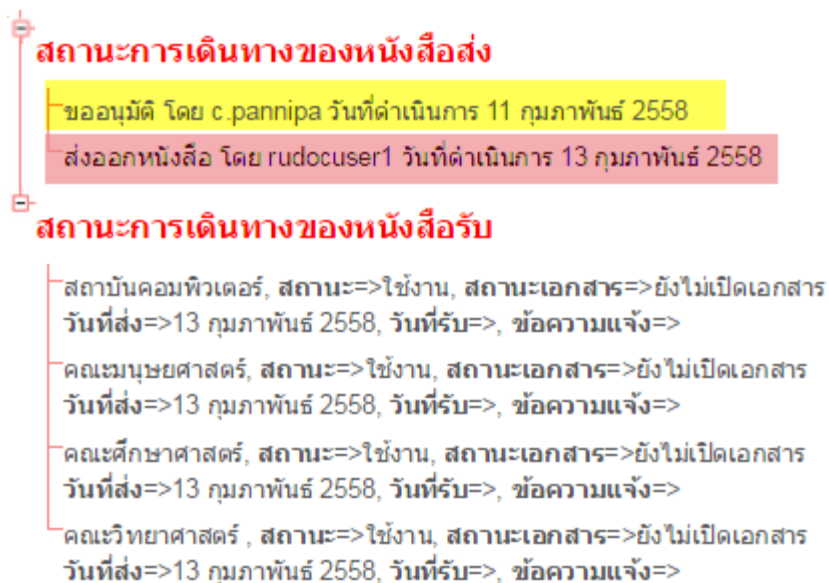 สถานะการเดินทางของหนังสือส่ง
ขออนุมัติ โดย c.pannipa วันที่ดำเนินการ 11 กุมภาพันธ์ 2558
ส่งออกหนังสือ โดย rudocuser1 วันที่ดำเนินการ 13 กุมภาพันธ์ 2558
สถานะการเดินทางของหนังสือรับ
สถาบันคอมพิวเตอร์, สถานะ=>ใช้งาน, สถานะเอกสาร=>ยังไม่เปิดเอกสาร
วันที่ส่ง=>13 กุมภาพันธ์ 2558, วันที่รับ=>, ข้อความแจ้ง=>
คณะมนุษยศาสตร์, สถานะ=>ใช้งาน, สถานะเอกสาร=>ยังไม่เปิดเอกสาร
วันที่ส่ง=>13 กุมภาพันธ์ 2558, วันที่รับ=>, ข้อความแจ้ง=>
คณะศึกษาศาสตร์, สถานะ=>ใช้งาน, สถานะเอกสาร=>ยังไม่เปิดเอกสาร
วันที่ส่ง=>13 กุมภาพันธ์ 2558, วันที่รับ=>, ข้อความแจ้ง=>
คณะวิทยาศาสตร์ , สถานะ=>ใช้งาน, สถานะเอกสาร=>ยังไม่เปิดเอกสาร
วันที่ส่ง=>13 กุมภาพันธ์ 2558, วันที่รับ=>, ข้อความแจ้ง=>